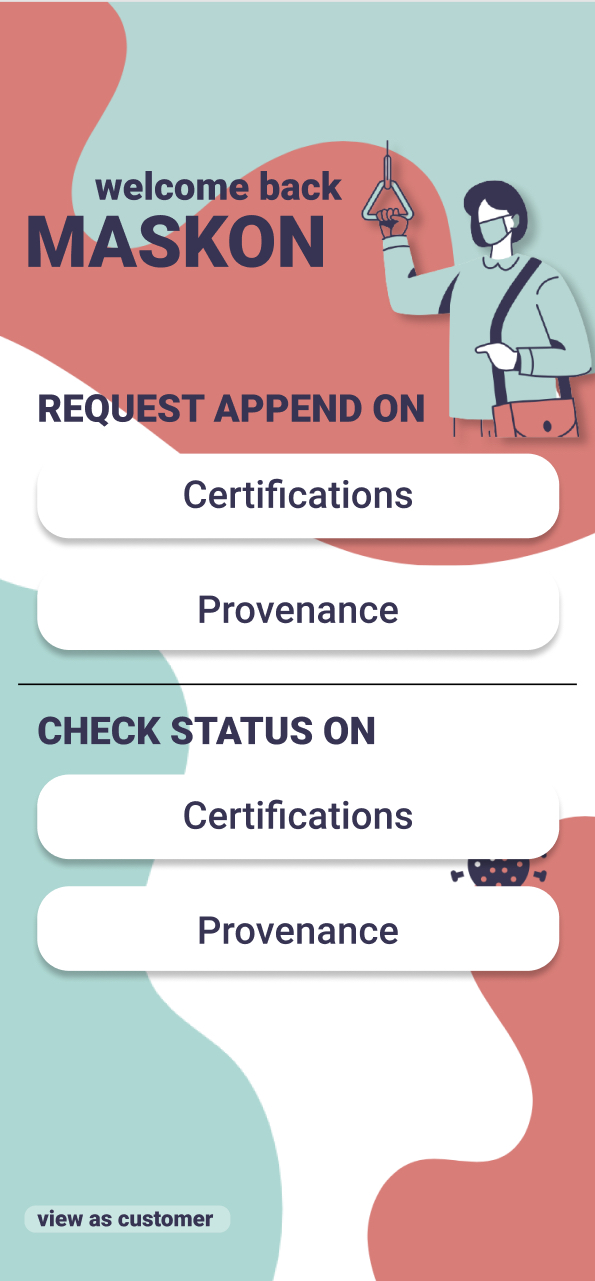 welcome back
MASKON
REQUEST APPEND ON
Certifications
Provenance
CHECK STATUS ON
Certifications
Provenance
view as customer